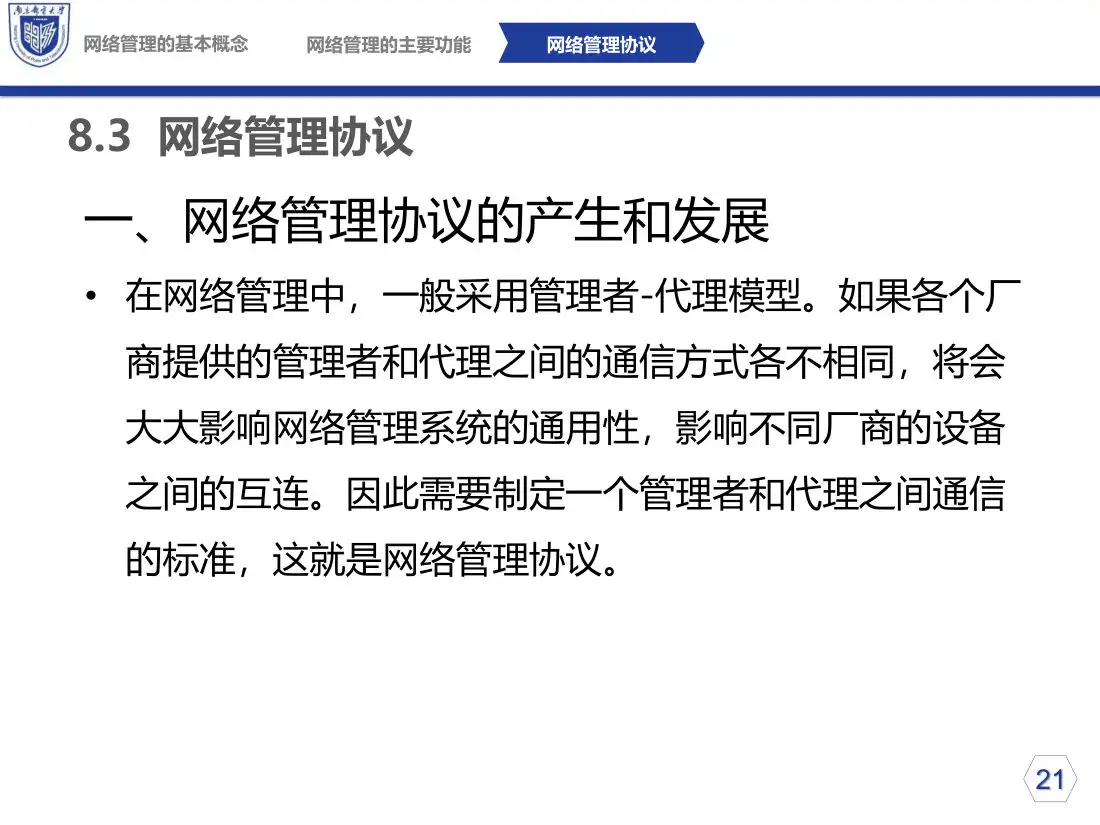 南京邮电大学
网络管理的基本概念
网络管理的主要功能
网络管理协议
8.3 网络管理协议
一、网络管理协议的产生和发展
• 在网络管理中，一般采用管理者-代理模型。如果各个厂
商提供的管理者和代理之间的通信方式各不相同，将会
大大影响网络管理系统的通用性，影响不同厂商的设备
之间的互连。因此需要制定一个管理者和代理之间通信
的标准，这就是网络管理协议。
21